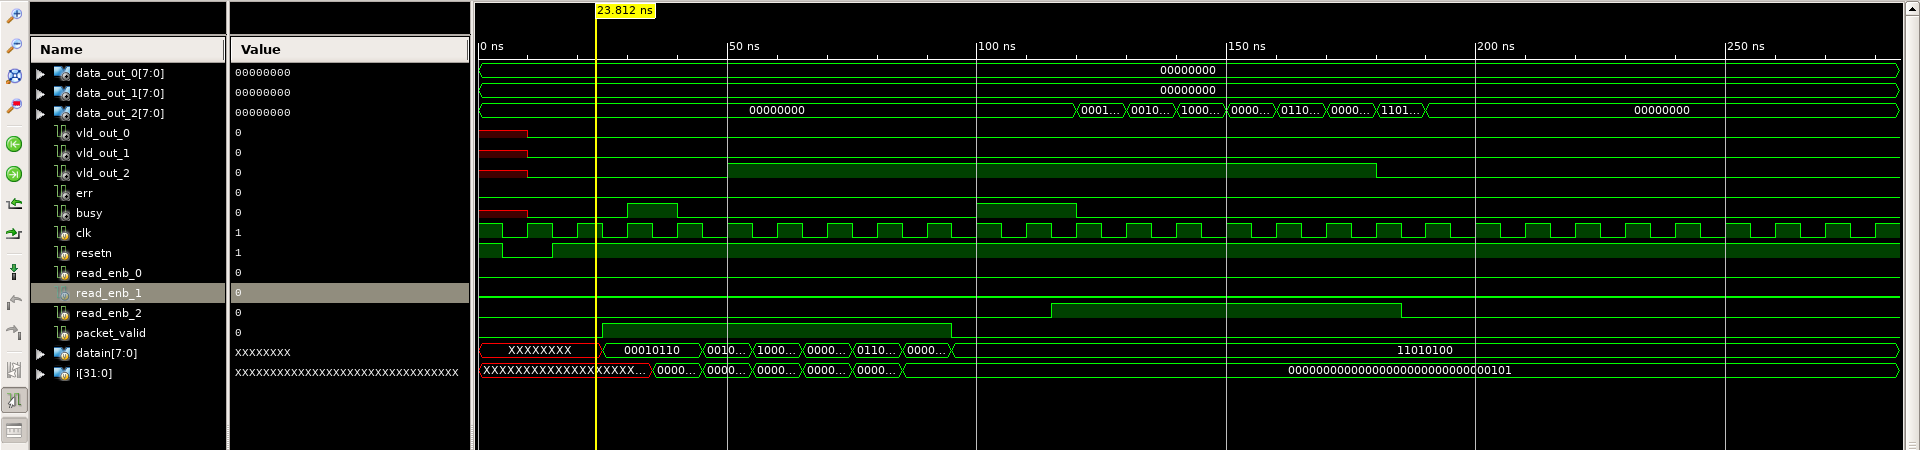 23.812 ns
Name Value 0 ns 50 ns 100 ns 150 ns 200 ns 250 ns
data_out_0[7:0] 00000000 00000000
data_out_1[7:0] 00000000 00000000
data_out_2[7:0] 00000000 00000000 0001... 0010... 1000... 0000... 0110... 0000... 1101... 00000000
vld_out_0 0
vld_out_1 0
vld_out_2 0
err 0
busy 0
clk 1
resetn 1
read_enb_0 0
read_enb_1 0
read_enb_2 0
packet_valid 0
datain[7:0] XXXXXXXX XXXXXXXX 00010110 0010... 1000... 0000... 0110... 0000... 11010100
i[31:0] XXXXXXXXXXXXXXXXXXXXXXXXXXXXXXXX XXXXXXXXXXXXXXXXXXX... 0000... 0000... 0000... 0000... 0000... 00000000000000000000000000000101